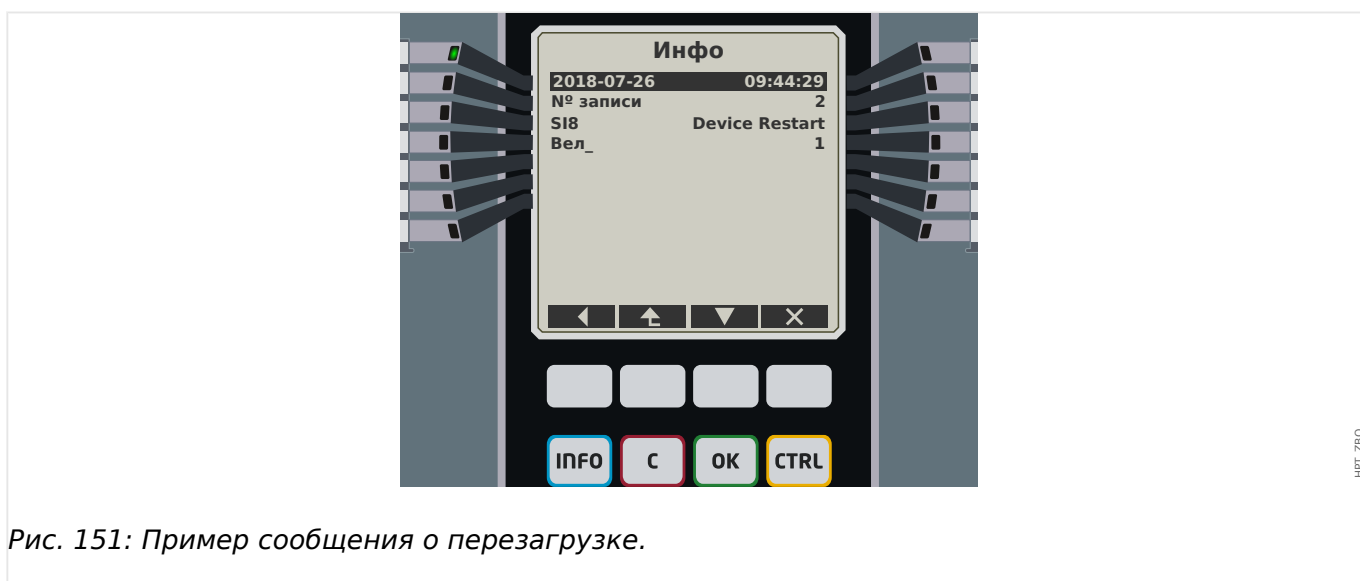 Инфо
2018-07-26 09:44:29
№ записи 2
SI8 Device Restart
Вел_ 1
INFO C OK CTRL
HPT_ZBO
Рис. 151: Пример сообщения о перезагрузке.